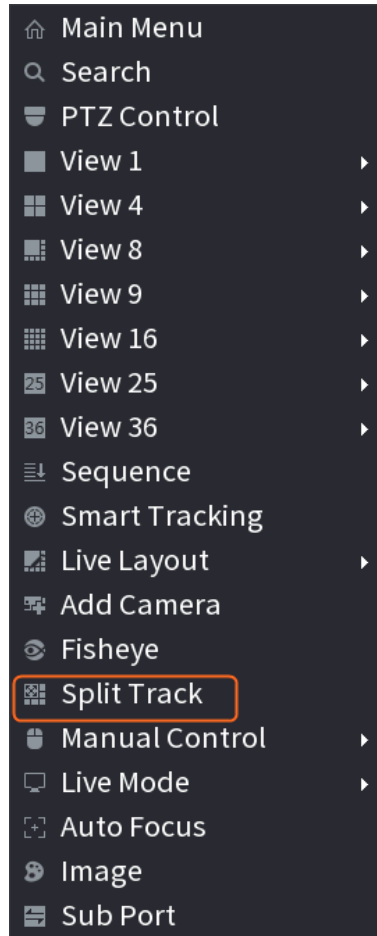 Main Menu
Search
PTZ Control
View 1
View 4
View 8
View 9
View 16
25 View 25
36 View 36
Sequence
Smart Tracking
Live Layout
Add Camera
Fisheye
Split Track
Manual Control
Live Mode
Auto Focus
Image
Sub Port